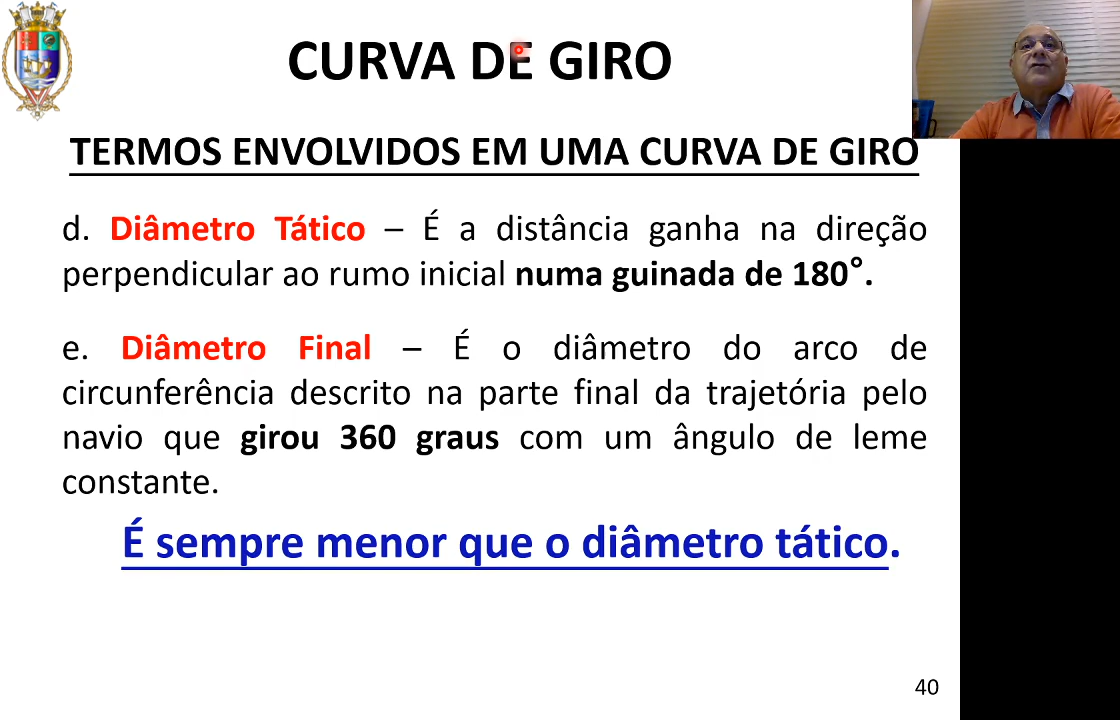 CURVA DE GIRO
TERMOS ENVOLVIDOS EM UMA CURVA DE GIRO
d. Diâmetro Tático – É a distância ganha na direção
perpendicular ao rumo inicial numa guinada de 180°.
e. Diâmetro Final – É o diâmetro do arco de
circunferência descrito na parte final da trajetória pelo
navio que girou 360 graus com um ângulo de leme
constante.
É sempre menor que o diâmetro tático.
40